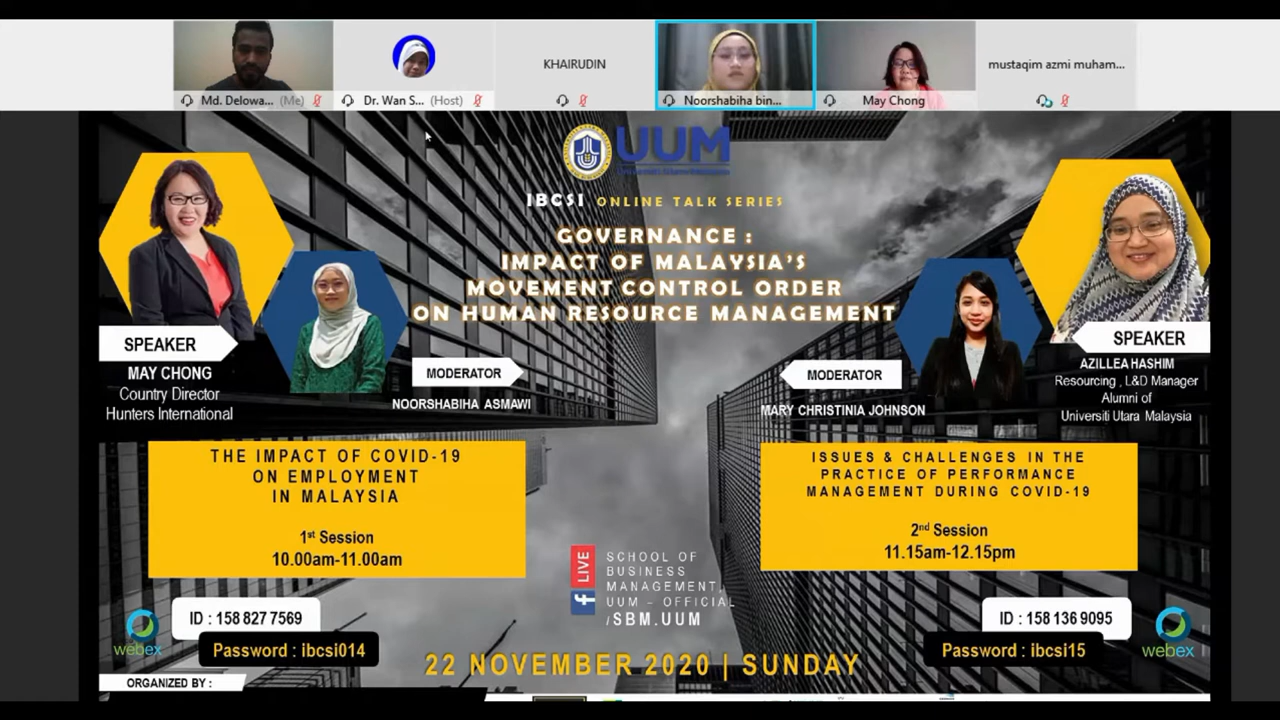 Md. Delowa... (Me)
Dr. Wan S... (Host)
KHAIRUDIN
Noorshabiha bin...
May Chong
mustaqim azmi muham...
UUM
IBCSI ONLINE TALK SERIES
GOVERNANCE :
IMPACT OF MALAYSIA'S
MOVEMENT CONTROL ORDER
ON HUMAN RESOURCE MANAGEMENT
SPEAKER
MAY CHONG
Country Director
Hunters International
MODERATOR
NOORSHABIHA ASMAWI
MODERATOR
MARY CHRISTINIA JOHNSON
SPEAKER
AZILLEA HASHIM
Resourcing , L&D Manager
Alumni of
Universiti Utara Malaysia
THE IMPACT OF COVID-19
ON EMPLOYMENT
IN MALAYSIA
1st Session
10.00am-11.00am
ISSUES & CHALLENGES IN THE
PRACTICE OF PERFORMANCE
MANAGEMENT DURING COVID-19
2nd Session
11.15am-12.15pm
LIVE
f
SCHOOL OF
BUSINESS
MANAGEMENT,
UUM - OFFICIAL
/SBM.UUM
webex
ID : 158 827 7569
Password : ibcsi014
ID : 158 136 9095
Password : ibcsi15
webex
22 NOVEMBER 2020 | SUNDAY
ORGANIZED BY :